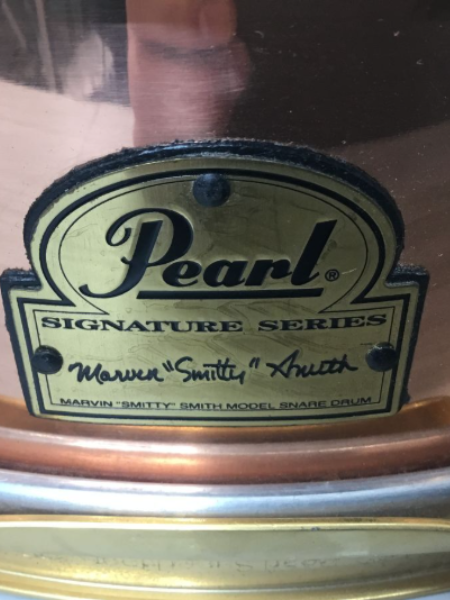 Pearl®
SIGNATURE SERIES
Marvin "Smitty" Smith
MARVIN "SMITTY" SMITH MODEL SNARE DRUM